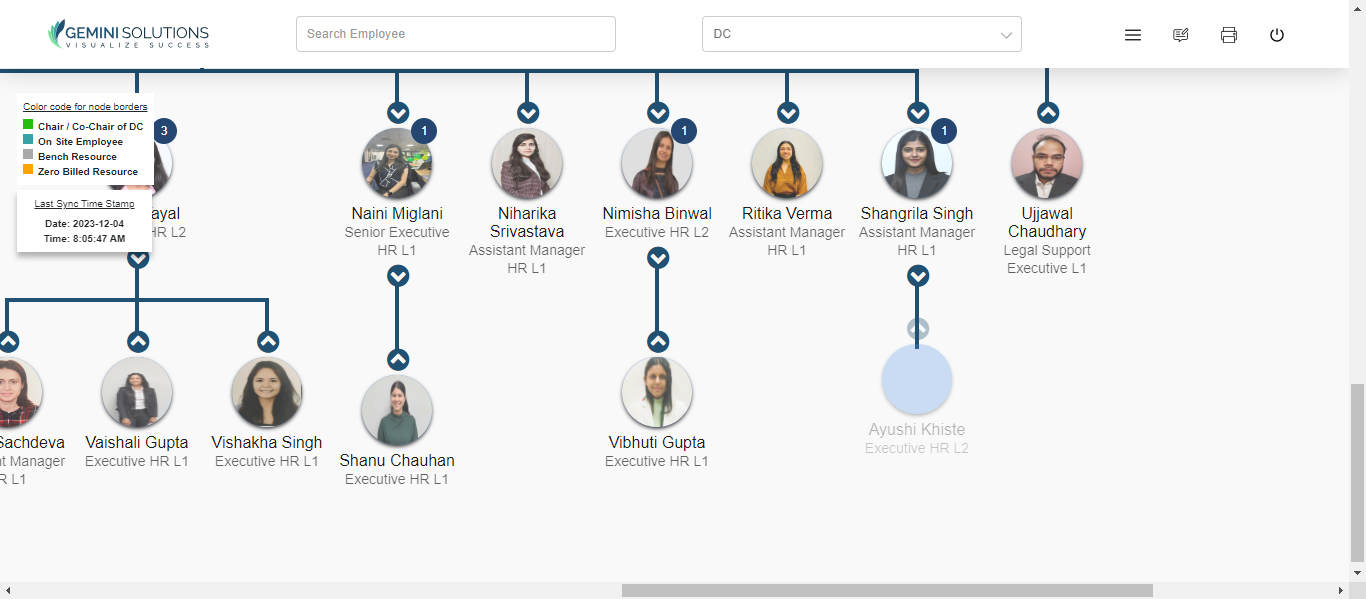 GEMINI SOLUTIONS
VISUALIZE SUCCESS
Search Employee
DC
Color code for node borders
Chair / Co-Chair of DC
On Site Employee
Bench Resource
Zero Billed Resource
Last Sync Time Stamp
Date: 2023-12-04
Time: 8:05:47 AM
3
ayal
HR L2
1
Naini Miglani
Senior Executive
HR L1
Niharika
Srivastava
Assistant Manager
HR L1
1
Nimisha Binwal
Executive HR L2
Ritika Verma
Assistant Manager
HR L1
1
Shangrila Singh
Assistant Manager
HR L1
Ujjawal
Chaudhary
Legal Support
Executive L1
Sachdeva
nt Manager
R L1
Vaishali Gupta
Executive HR L1
Vishakha Singh
Executive HR L1
Shanu Chauhan
Executive HR L1
Vibhuti Gupta
Executive HR L1
Ayushi Khiste
Executive HR L2